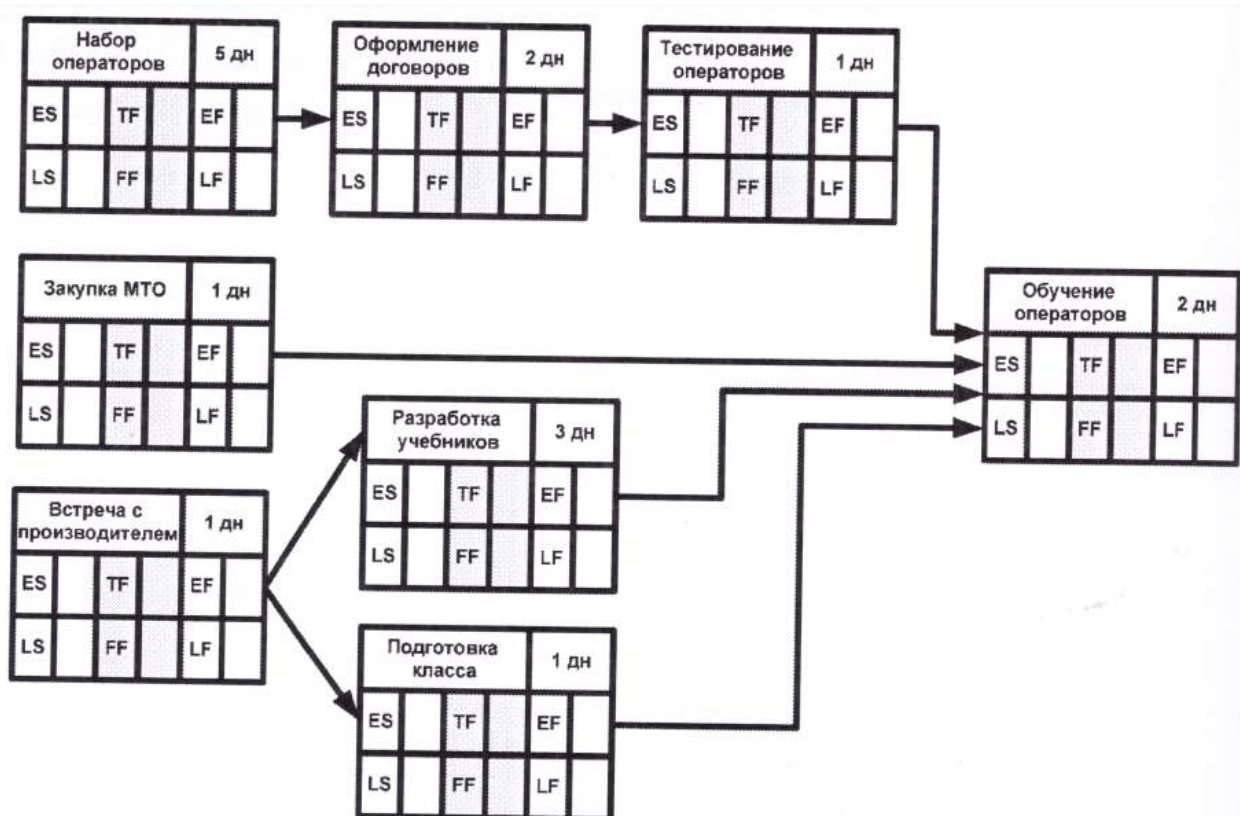 Набор
операторов
5 дн
ES TF EF
LS FF LF
Оформление
договоров
2 дн
ES TF EF
LS FF LF
Тестирование
операторов
1 дн
ES TF EF
LS FF LF
Закупка МТО
1 дн
ES TF EF
LS FF LF
Обучение
операторов
2 дн
ES TF EF
LS FF LF
Разработка
учебников
3 дн
ES TF EF
LS FF LF
Встреча с
производителем
1 дн
ES TF EF
LS FF LF
Подготовка
класса
1 дн
ES TF EF
LS FF LF